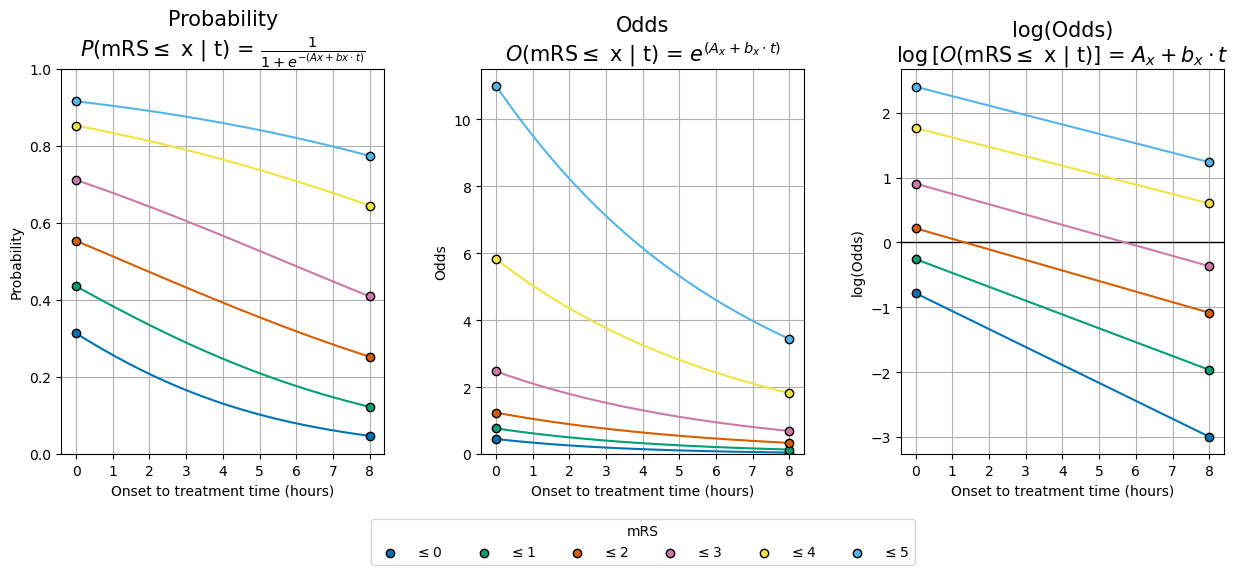 Probability
P(mRS ≤ x | t) = 1/(1 + e^−(Ax + bx · t))
1.0
0.8
0.6
0.4
0.2
0.0
Probability
0 1 2 3 4 5 6 7 8
Onset to treatment time (hours)
Odds
O(mRS ≤ x | t) = e^(A_x + b_x · t)
10
8
6
4
2
0
Odds
0 1 2 3 4 5 6 7 8
Onset to treatment time (hours)
log(Odds)
log [O(mRS ≤ x | t)] = A_x + b_x · t
2
1
0
−1
−2
−3
log(Odds)
0 1 2 3 4 5 6 7 8
Onset to treatment time (hours)
mRS
≤ 0 ≤ 1 ≤ 2 ≤ 3 ≤ 4 ≤ 5